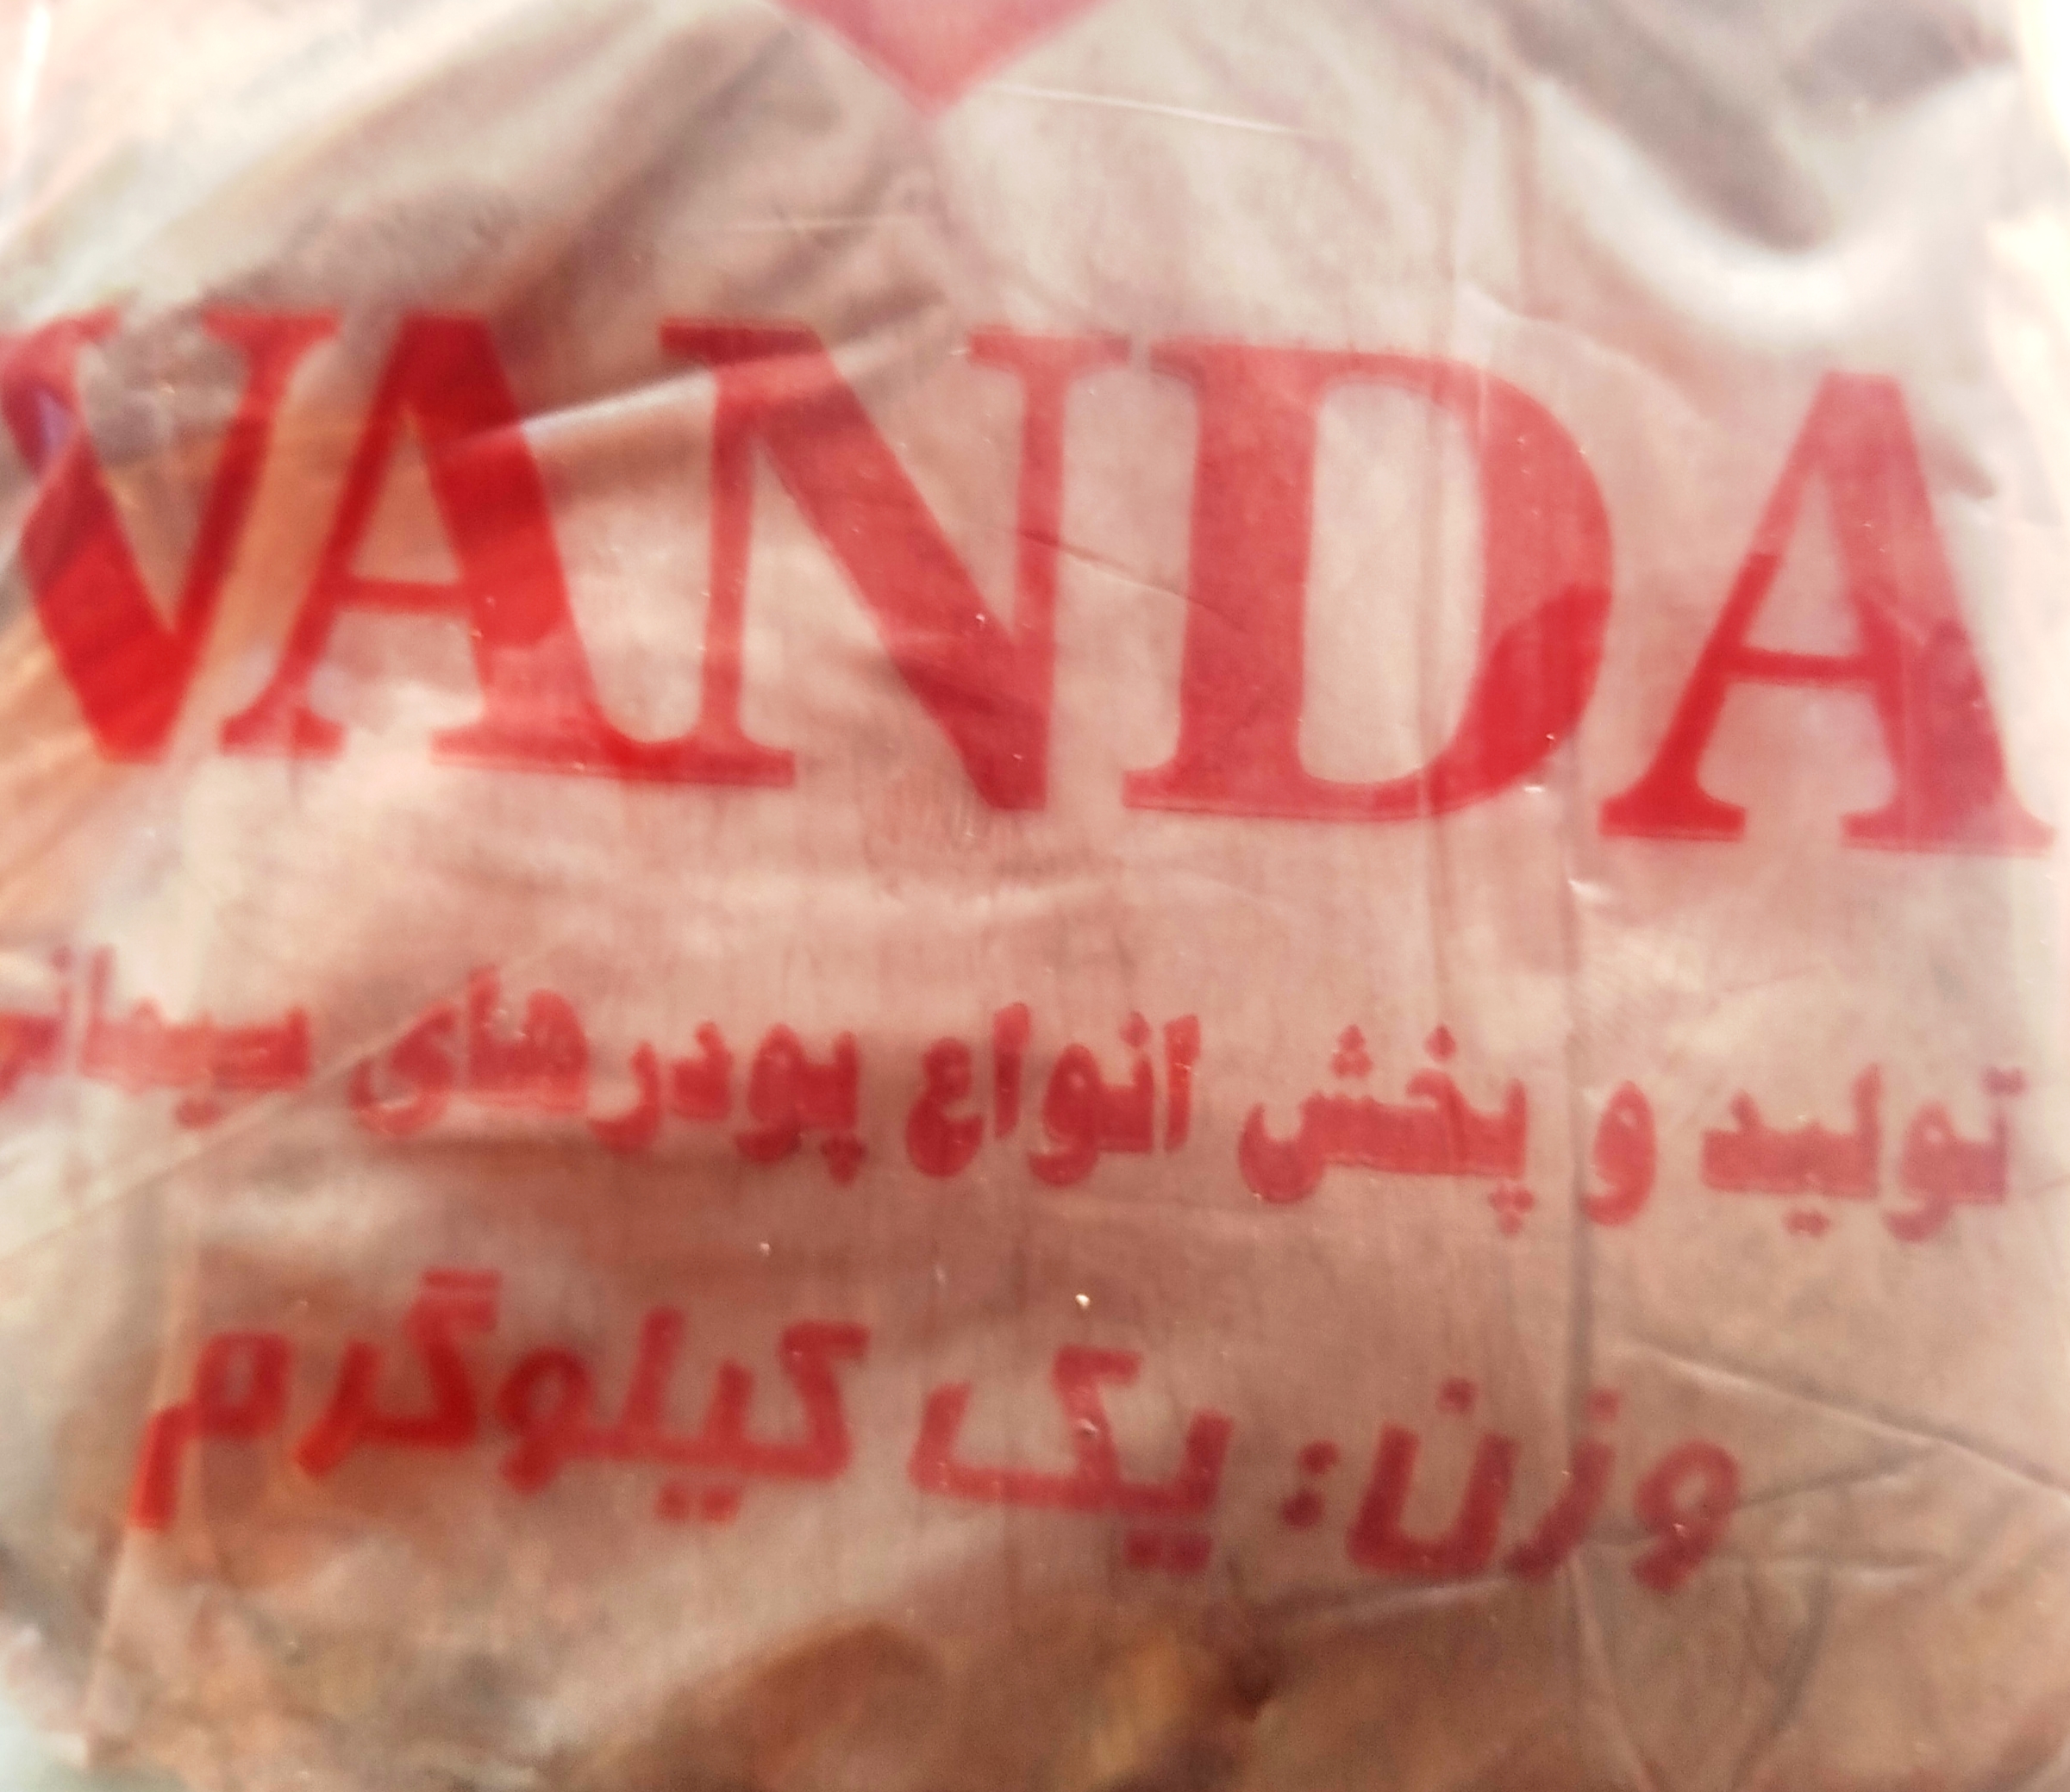 VANDA
تولید و پخش انواع پودرهای
وزن: یک کیلوگرم